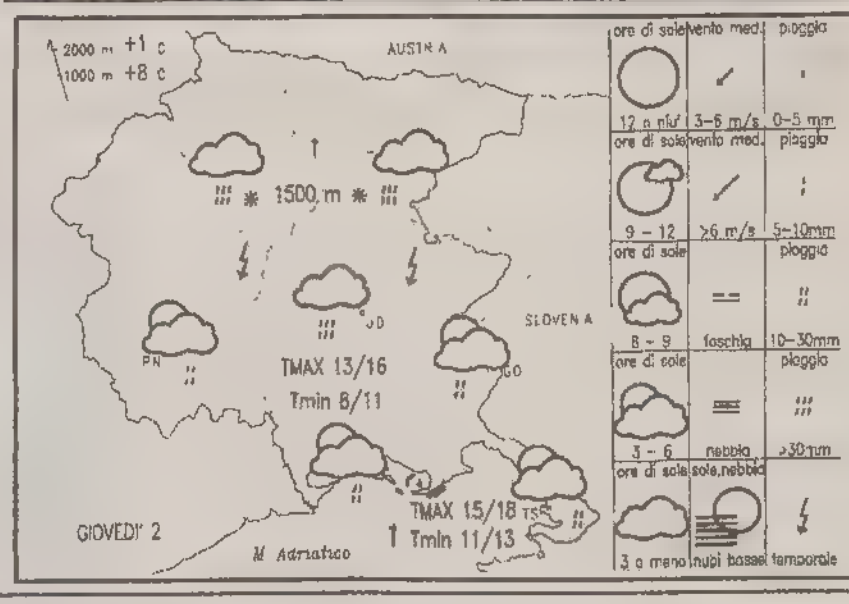 2000 m +1 c
1000 m +8 c
AUSTRIA
1500 m
UD
SLOVENIA
PN
GO
TMAX 13/16
Tmin 8/11
TS
TMAX 15/18
Tmin 11/13
GIOVEDI' 2
M Adriatico
ore di sole vento med. pioggia
12 o piu' 3-6 m/s 0-5 mm
ore di sole vento med. pioggia
9 - 12 >6 m/s 5-10mm
ore di sole pioggia
8 - 9 foschia 10-30mm
ore di sole pioggia
3 - 6 nebbia >30mm
ore di sole sole,nebbia
3 o meno nubi basse temporale